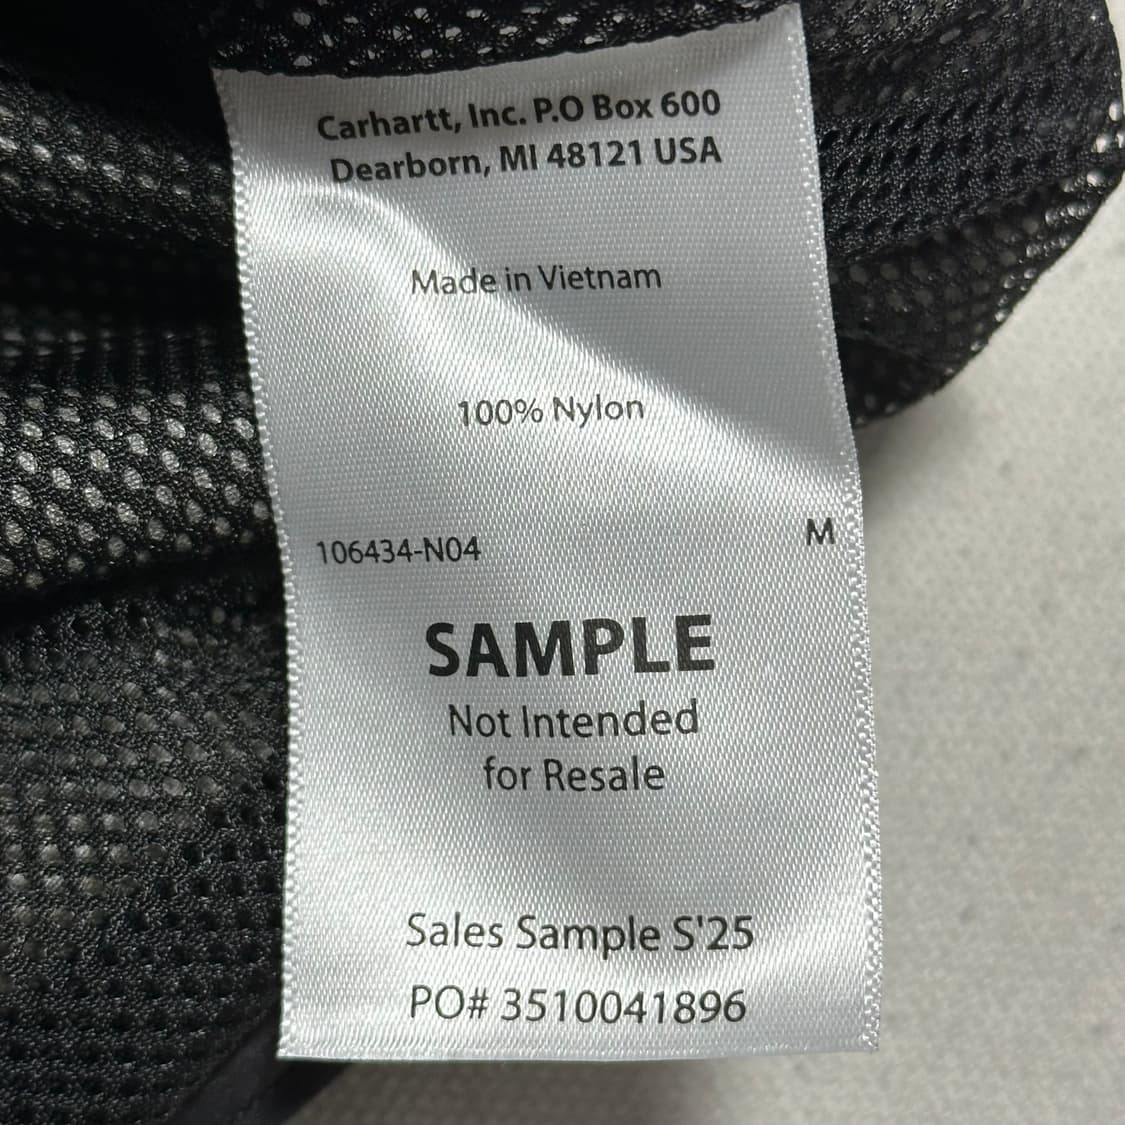 Carhartt, Inc. P.O Box 600
Dearborn, MI 48121 USA
Made in Vietnam
100% Nylon
106434-N04 M
SAMPLE
Not Intended
for Resale
Sales Sample S'25
PO# 3510041896